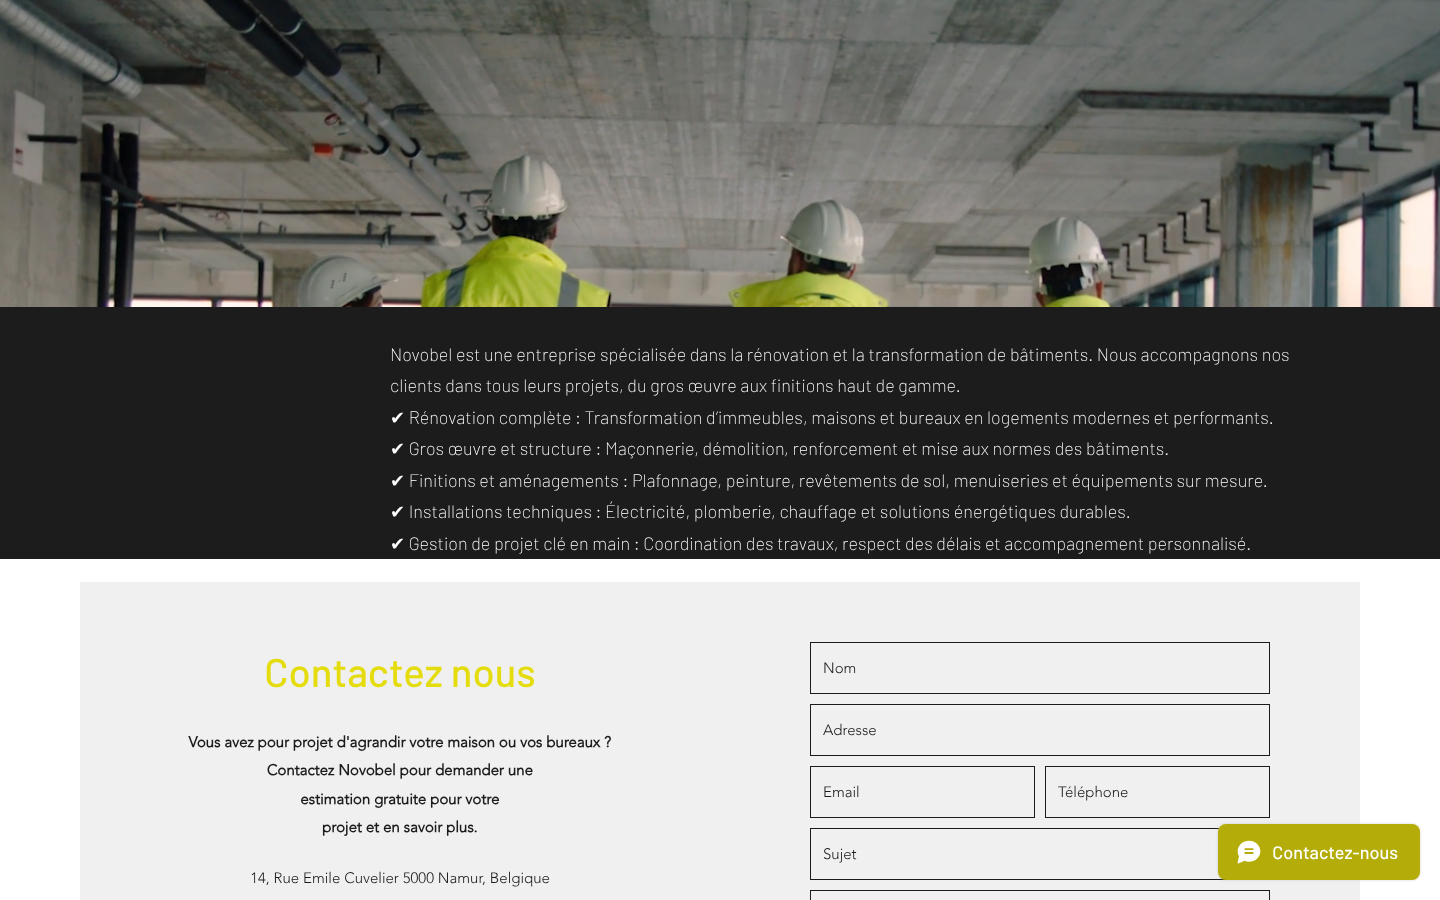 Novobel est une entreprise spécialisée dans la rénovation et la transformation de bâtiments. Nous accompagnons nos
clients dans tous leurs projets, du gros œuvre aux finitions haut de gamme.
✔ Rénovation complète : Transformation d’immeubles, maisons et bureaux en logements modernes et performants.
✔ Gros œuvre et structure : Maçonnerie, démolition, renforcement et mise aux normes des bâtiments.
✔ Finitions et aménagements : Plafonnage, peinture, revêtements de sol, menuiseries et équipements sur mesure.
✔ Installations techniques : Électricité, plomberie, chauffage et solutions énergétiques durables.
✔ Gestion de projet clé en main : Coordination des travaux, respect des délais et accompagnement personnalisé.
Contactez nous
Vous avez pour projet d'agrandir votre maison ou vos bureaux ?
Contactez Novobel pour demander une
estimation gratuite pour votre
projet et en savoir plus.
14, Rue Emile Cuvelier 5000 Namur, Belgique
Nom
Adresse
Email
Téléphone
Sujet
Contactez-nous